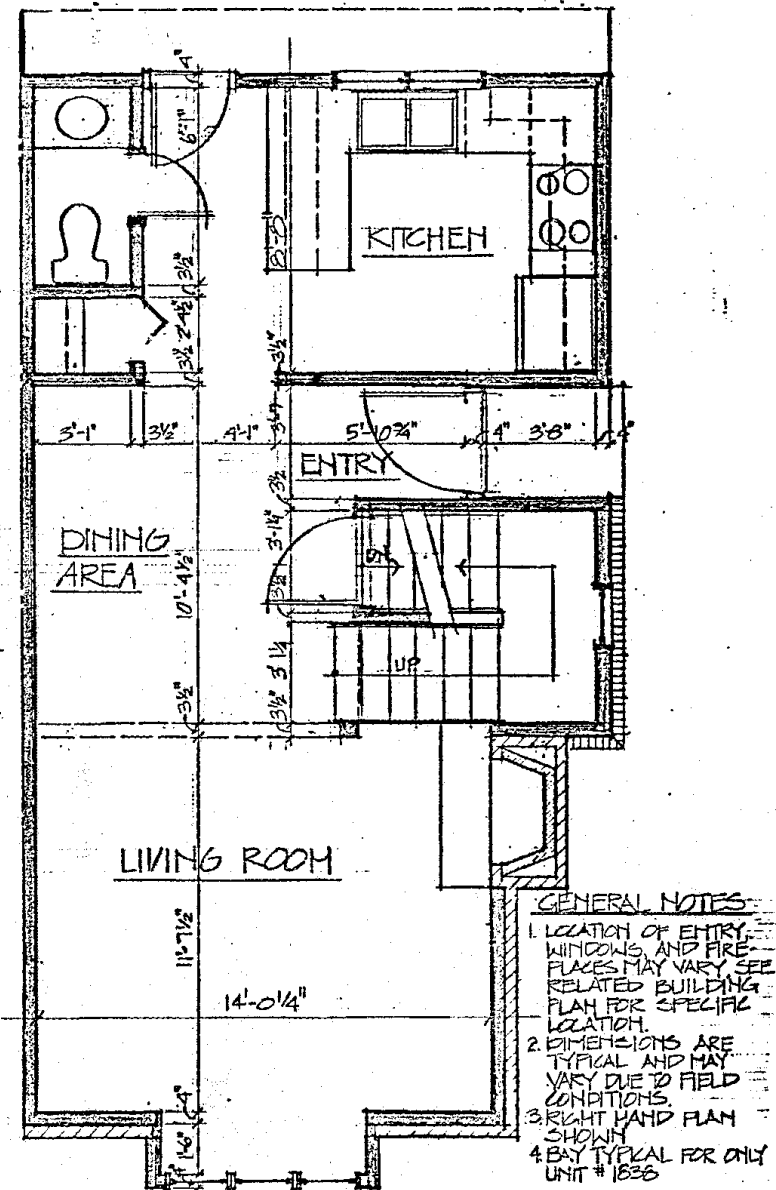 4"
6'-1"
KITCHEN
8'-8
3½"
2'-4½"
3½
3½"
3'-1"
3½"
4'-1"
5'-10¾"
4"
3'8"
4"
ENTRY
3½
DINING
AREA
3'-1¼"
10'-4½"
3½
UP
3' 1¼
3½"
3½"
LIVING ROOM
11'-7½"
14'-0¼"
4"
1'-6"
GENERAL NOTES
1. LOCATION OF ENTRY,
WINDOWS, AND FIRE-
PLACES MAY VARY SEE
RELATED BUILDING
PLAN FOR SPECIFIC
LOCATION.
2. DIMENSIONS ARE
TYPICAL AND MAY
VARY DUE TO FIELD
CONDITIONS.
3. RIGHT HAND PLAN
SHOWN
4. BAY TYPICAL FOR ONLY
UNIT # 1838